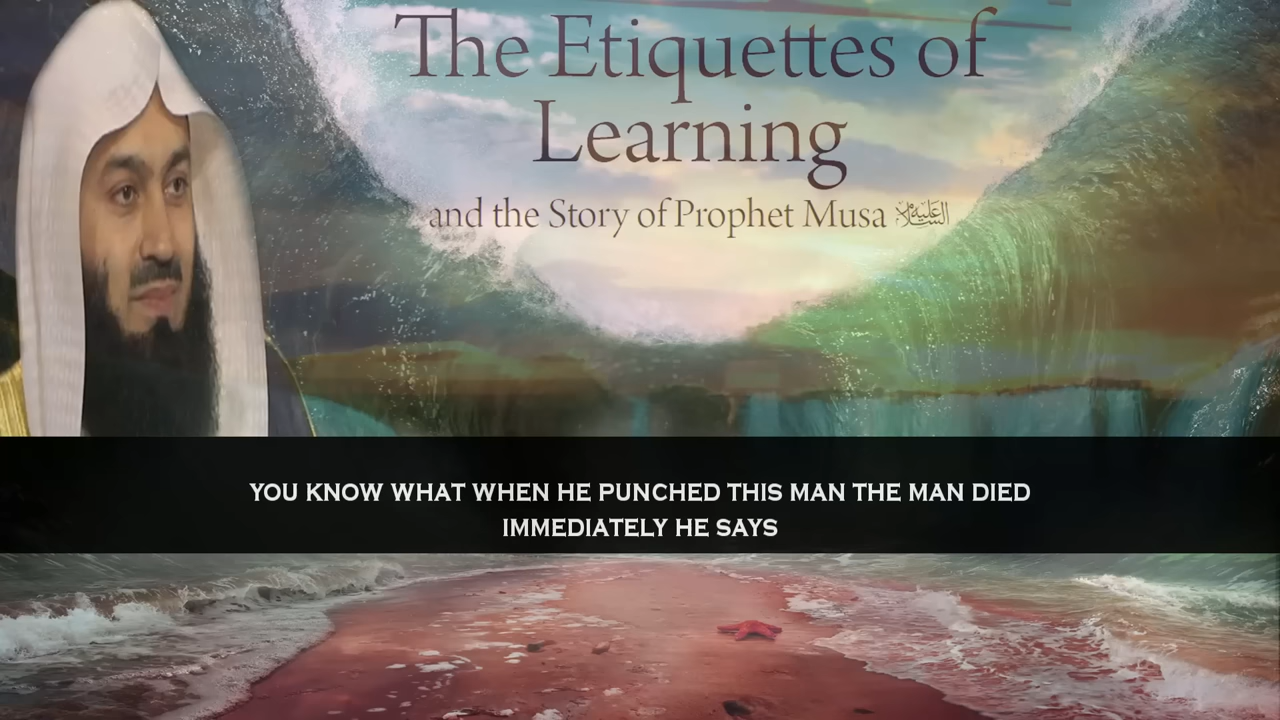 The Etiquettes of
Learning
and the Story of Prophet Musa عليه السلام
YOU KNOW WHAT WHEN HE PUNCHED THIS MAN THE MAN DIED
IMMEDIATELY HE SAYS